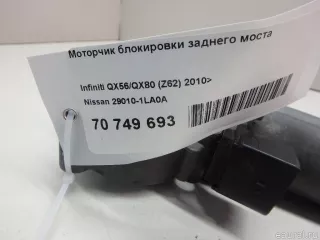 Моторчик блокировки заднего моста
Infiniti QX56/QX80 (Z62) 2010>
Nissan 29010-1LA0A
70 749 693